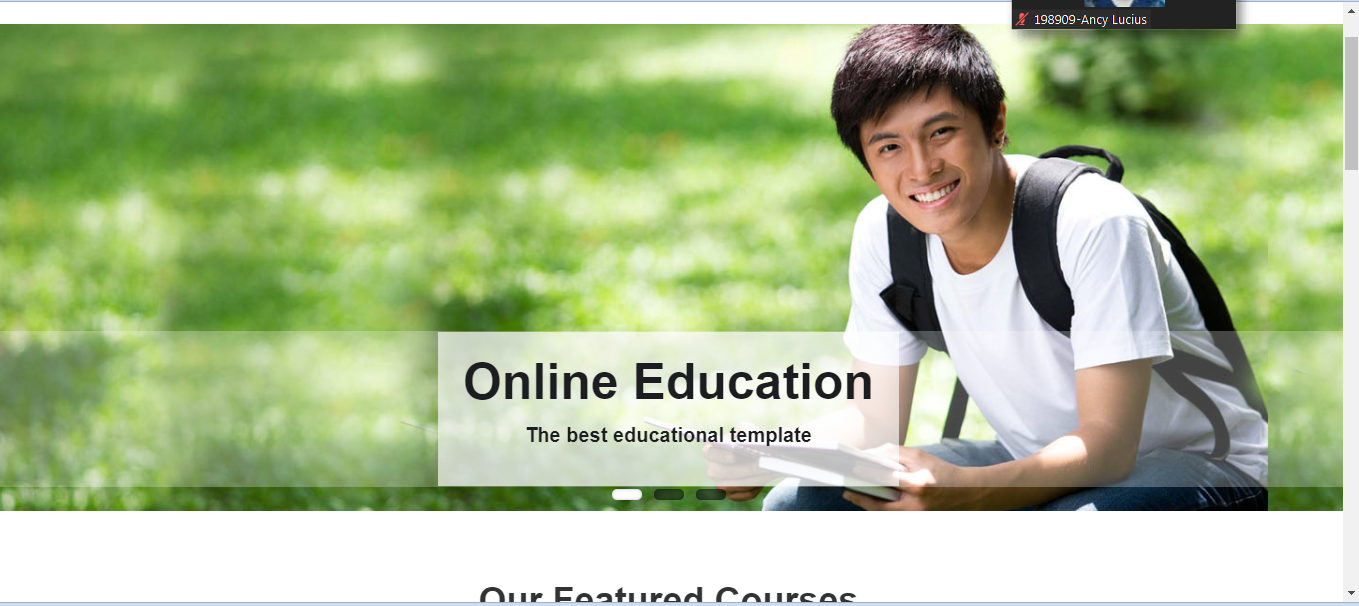 198909-Ancy Lucius
Online Education
The best educational template
Our Featured Courses